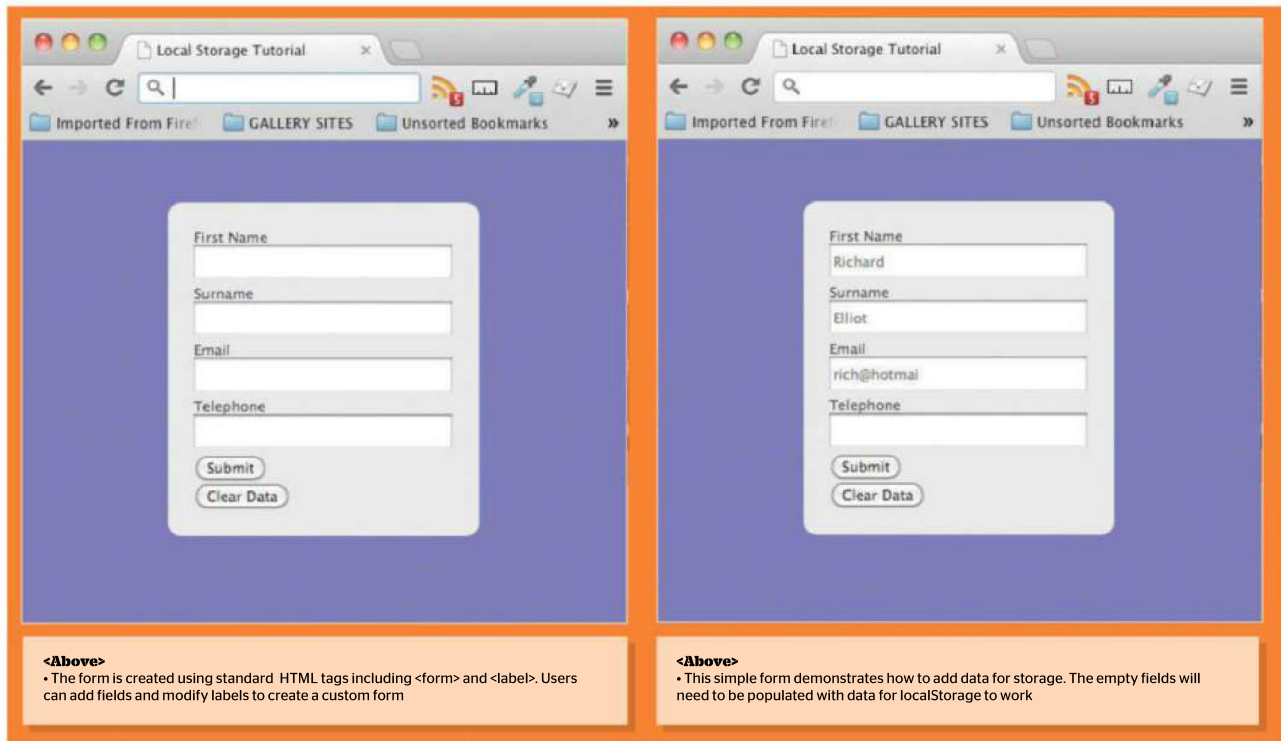 Local Storage Tutorial
Imported From Firef
GALLERY SITES
Unsorted Bookmarks
First Name
Surname
Email
Telephone
Submit
Clear Data
<Above>
• The form is created using standard HTML tags including <form> and <label>. Users
can add fields and modify labels to create a custom form
Local Storage Tutorial
Imported From Firef
GALLERY SITES
Unsorted Bookmarks
First Name
Richard
Surname
Elliot
Email
rich@hotmai
Telephone
Submit
Clear Data
<Above>
• This simple form demonstrates how to add data for storage. The empty fields will
need to be populated with data for localStorage to work